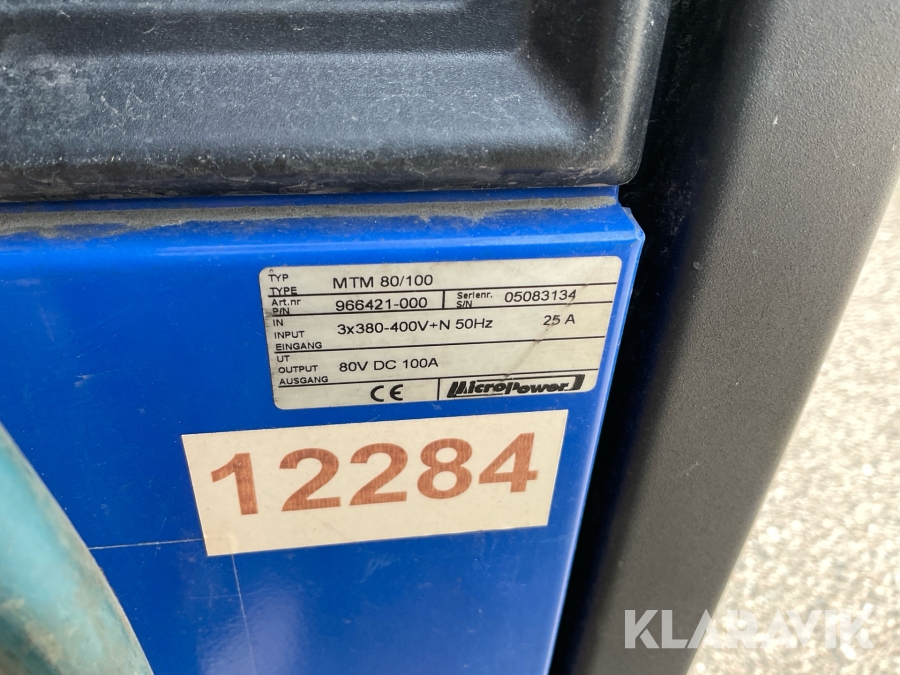 TYP
TYPE MTM 80/100
Art.nr
P/N 966421-000 Serienr.
S/N 05083134
IN
INPUT 3x380-400V+N 50Hz 25 A
EINGANG
UT
OUTPUT 80V DC 100A
AUSGANG
CE MicroPower
12284
KLARAVIK